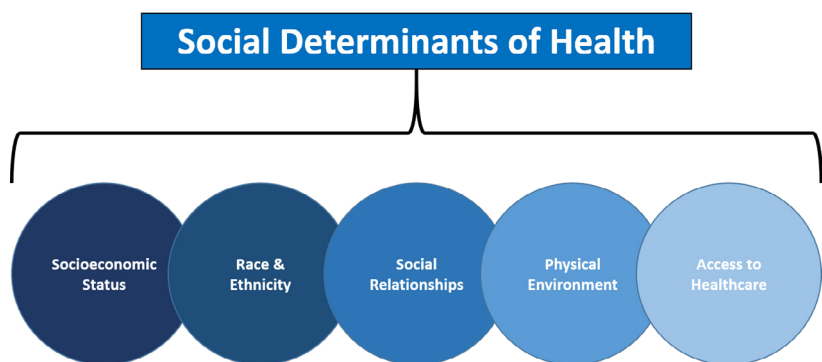 Social Determinants of Health
Socioeconomic
Status
Race &
Ethnicity
Social
Relationships
Physical
Environment
Access to
Healthcare